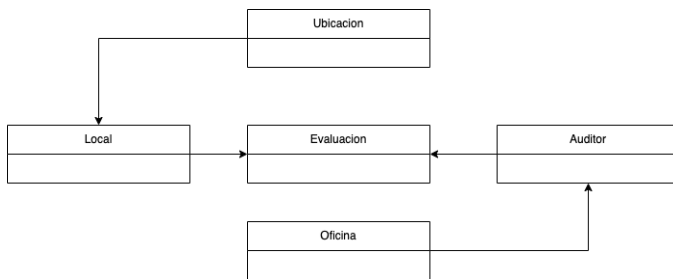 Ubicacion
Local
Evaluacion
Auditor
Oficina